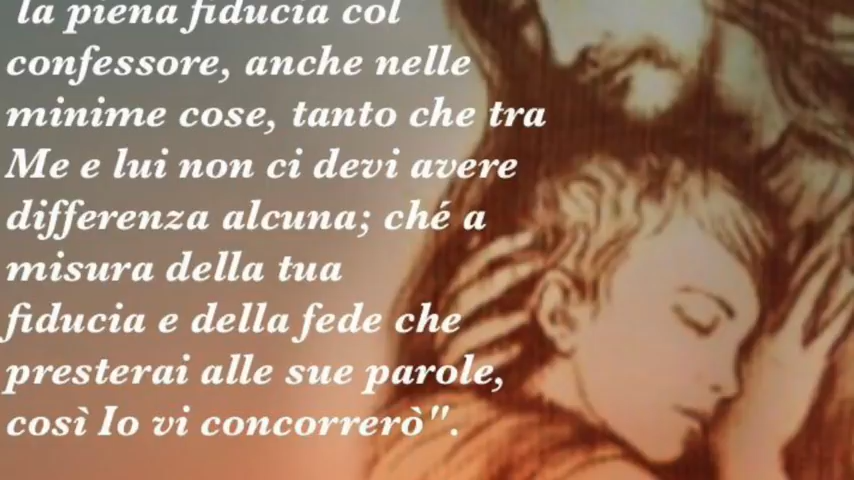 la piena fiducia col
confessore, anche nelle
minime cose, tanto che tra
Me e lui non ci devi avere
differenza alcuna; ché a
misura della tua
fiducia e della fede che
presterai alle sue parole,
così Io vi concorrerò".